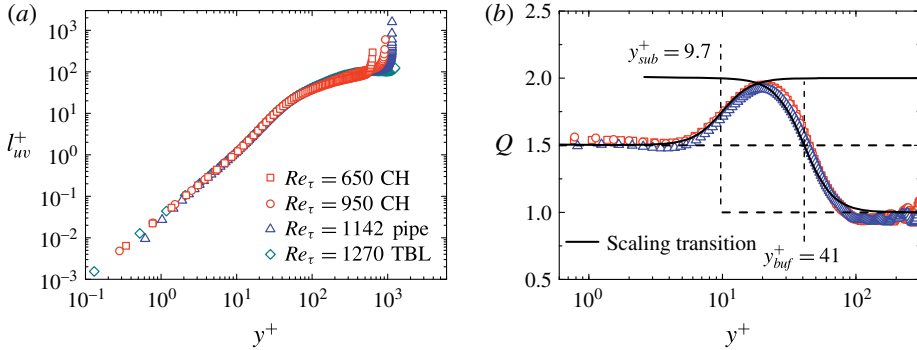 (a)
10^3
10^2
10^1
10^0
10^−1
10^−2
10^−3
l^+_{uv}
Re_τ = 650 CH
Re_τ = 950 CH
Re_τ = 1142 pipe
Re_τ = 1270 TBL
10^−1 10^0 10^1 10^2 10^3
y^+
(b)
2.5
2.0
1.5
1.0
0.5
Q
y^+_{sub} = 9.7
Scaling transition
y^+_{buf} = 41
10^0 10^1 10^2
y^+